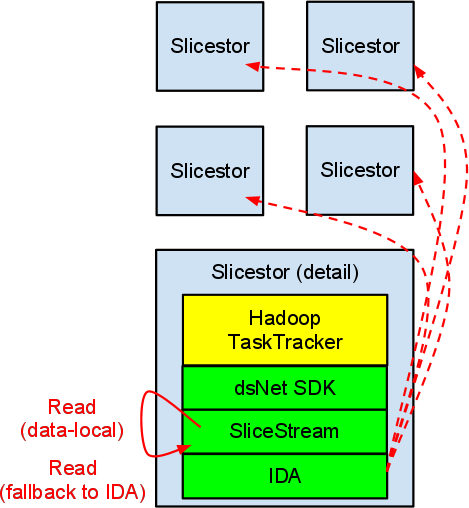 Slicestor
Slicestor
Slicestor
Slicestor
Slicestor (detail)
Hadoop
TaskTracker
dsNet SDK
SliceStream
IDA
Read
(data-local)
Read
(fallback to IDA)